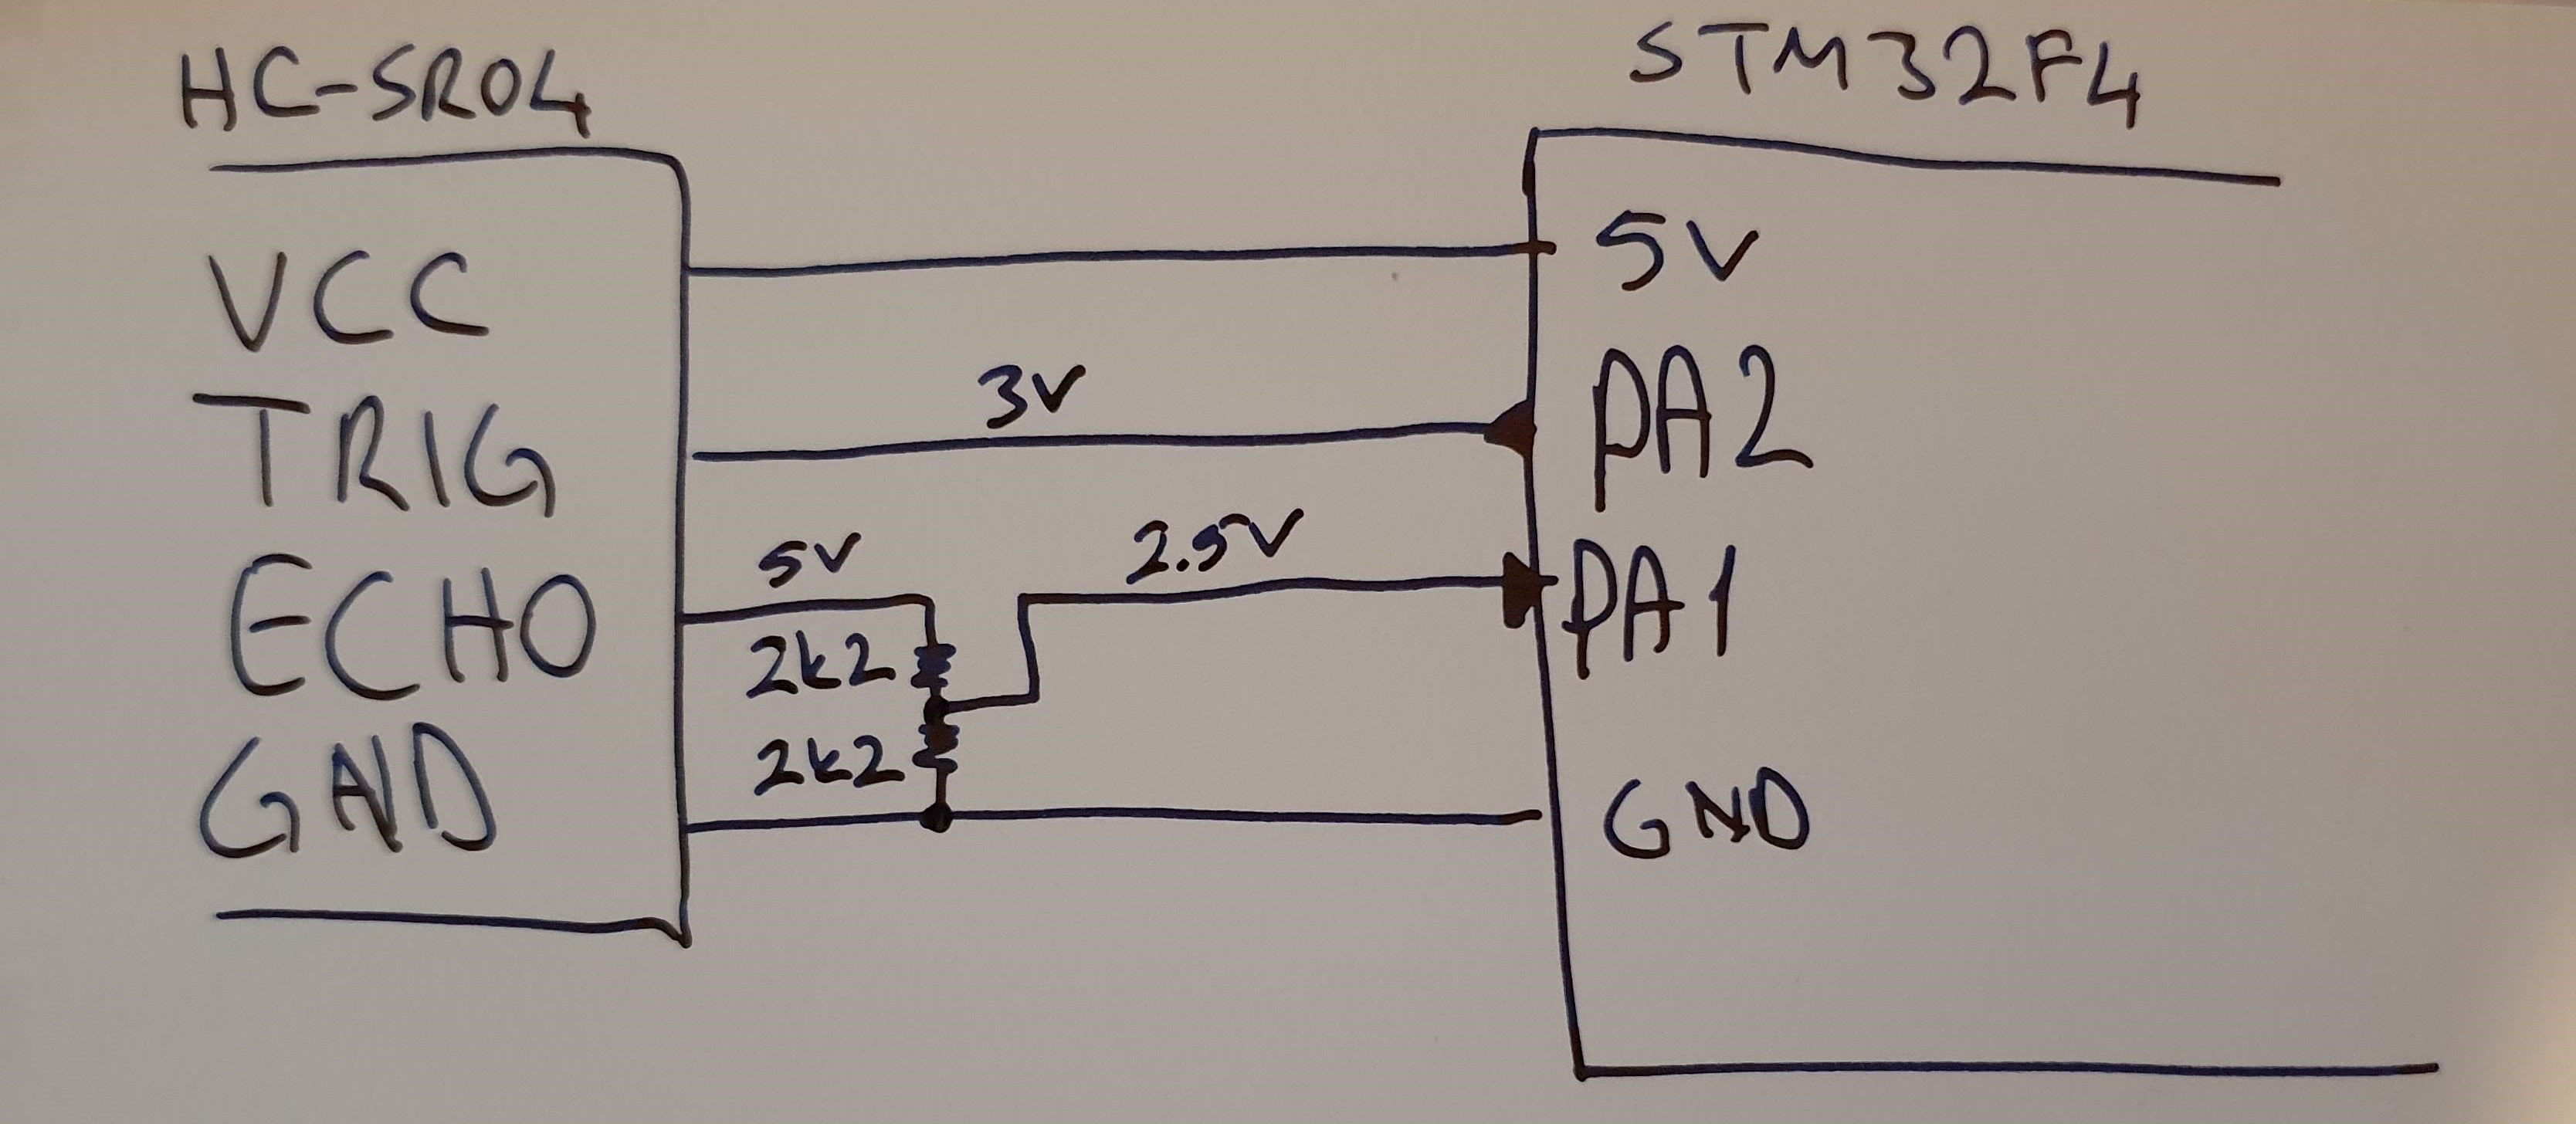 HC-SR04
STM32F4
VCC
5V
TRIG
3V
PA2
ECHO
5V
2.5V
PA1
2k2
2k2
GND
GND